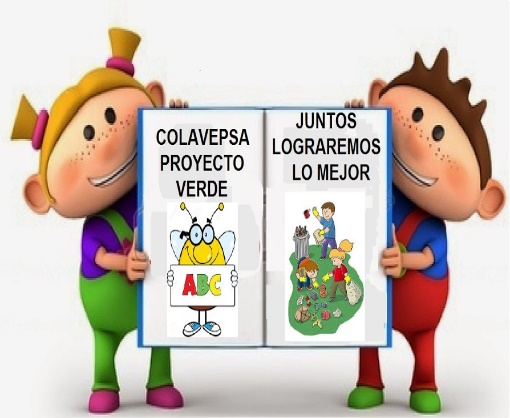 COLAVEPSA
PROYECTO
VERDE
ABC
JUNTOS
LOGRAREMOS
LO MEJOR